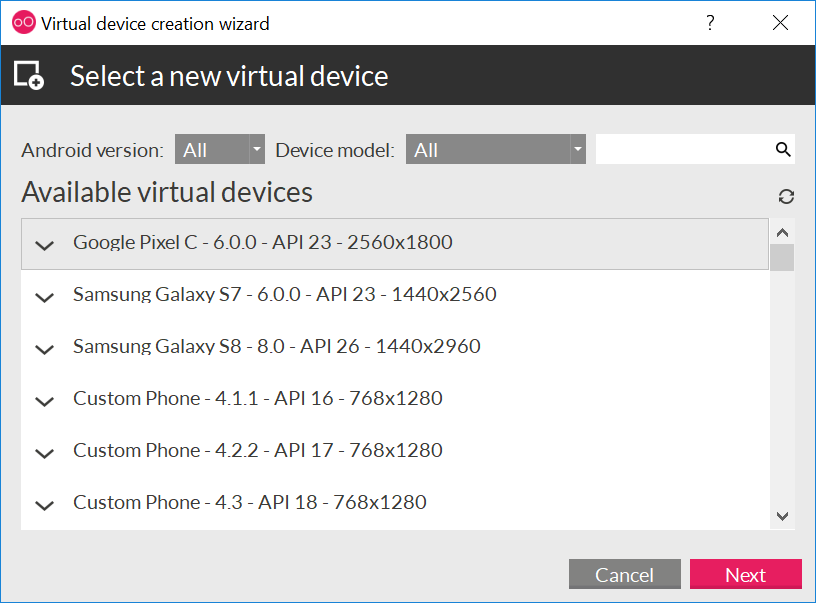 Virtual device creation wizard
Select a new virtual device
Android version: All Device model: All
Available virtual devices
Google Pixel C - 6.0.0 - API 23 - 2560x1800
Samsung Galaxy S7 - 6.0.0 - API 23 - 1440x2560
Samsung Galaxy S8 - 8.0 - API 26 - 1440x2960
Custom Phone - 4.1.1 - API 16 - 768x1280
Custom Phone - 4.2.2 - API 17 - 768x1280
Custom Phone - 4.3 - API 18 - 768x1280
Cancel Next